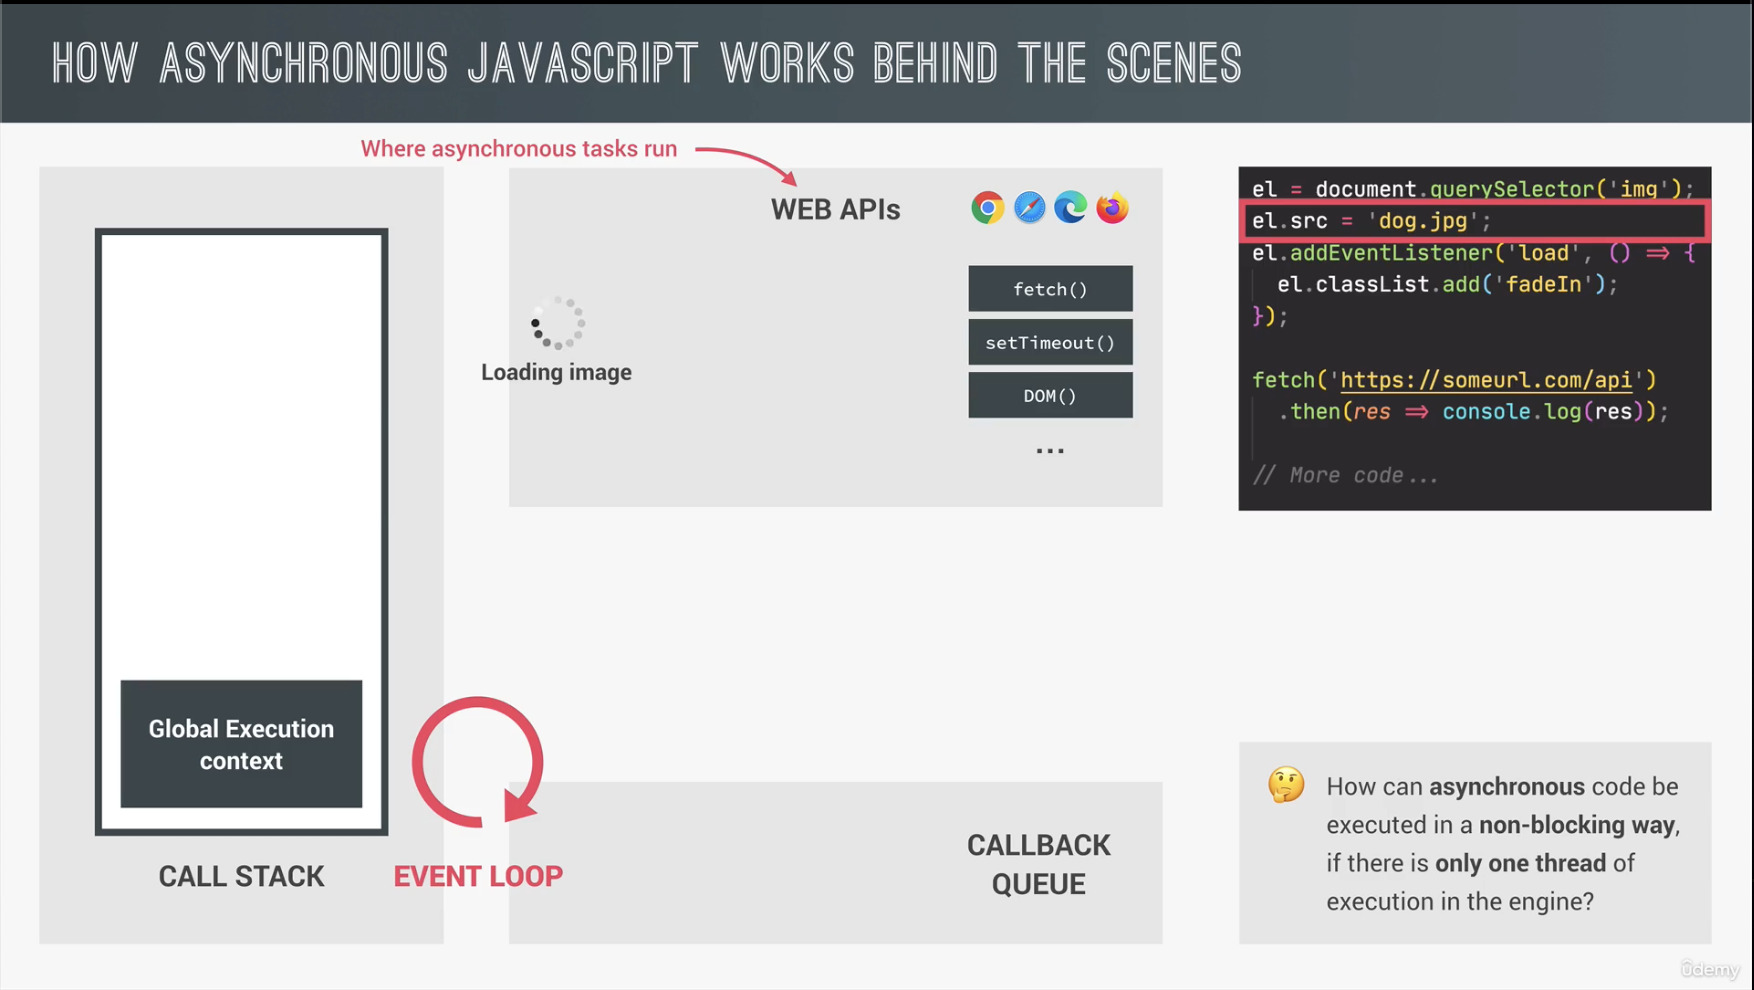 HOW ASYNCHRONOUS JAVASCRIPT WORKS BEHIND THE SCENES
Where asynchronous tasks run
WEB APIs
fetch()
setTimeout()
DOM()
...
Loading image
Global Execution
context
CALL STACK
EVENT LOOP
CALLBACK
QUEUE
el = document.querySelector('img');
el.src = 'dog.jpg';
el.addEventListener('load', () => {
el.classList.add('fadeIn');
});
fetch('https://someurl.com/api')
.then(res => console.log(res));
// More code...
How can asynchronous code be
executed in a non-blocking way,
if there is only one thread of
execution in the engine?
ûdemy